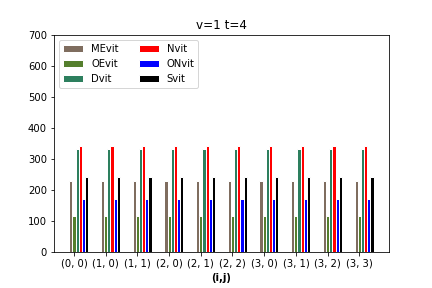 v=1 t=4
700
600
500
400
300
200
100
0
MEvit
OEvit
Dvit
Nvit
ONvit
Svit
(0, 0) (1, 0) (1, 1) (2, 0) (2, 1) (2, 2) (3, 0) (3, 1) (3, 2) (3, 3)
(i,j)